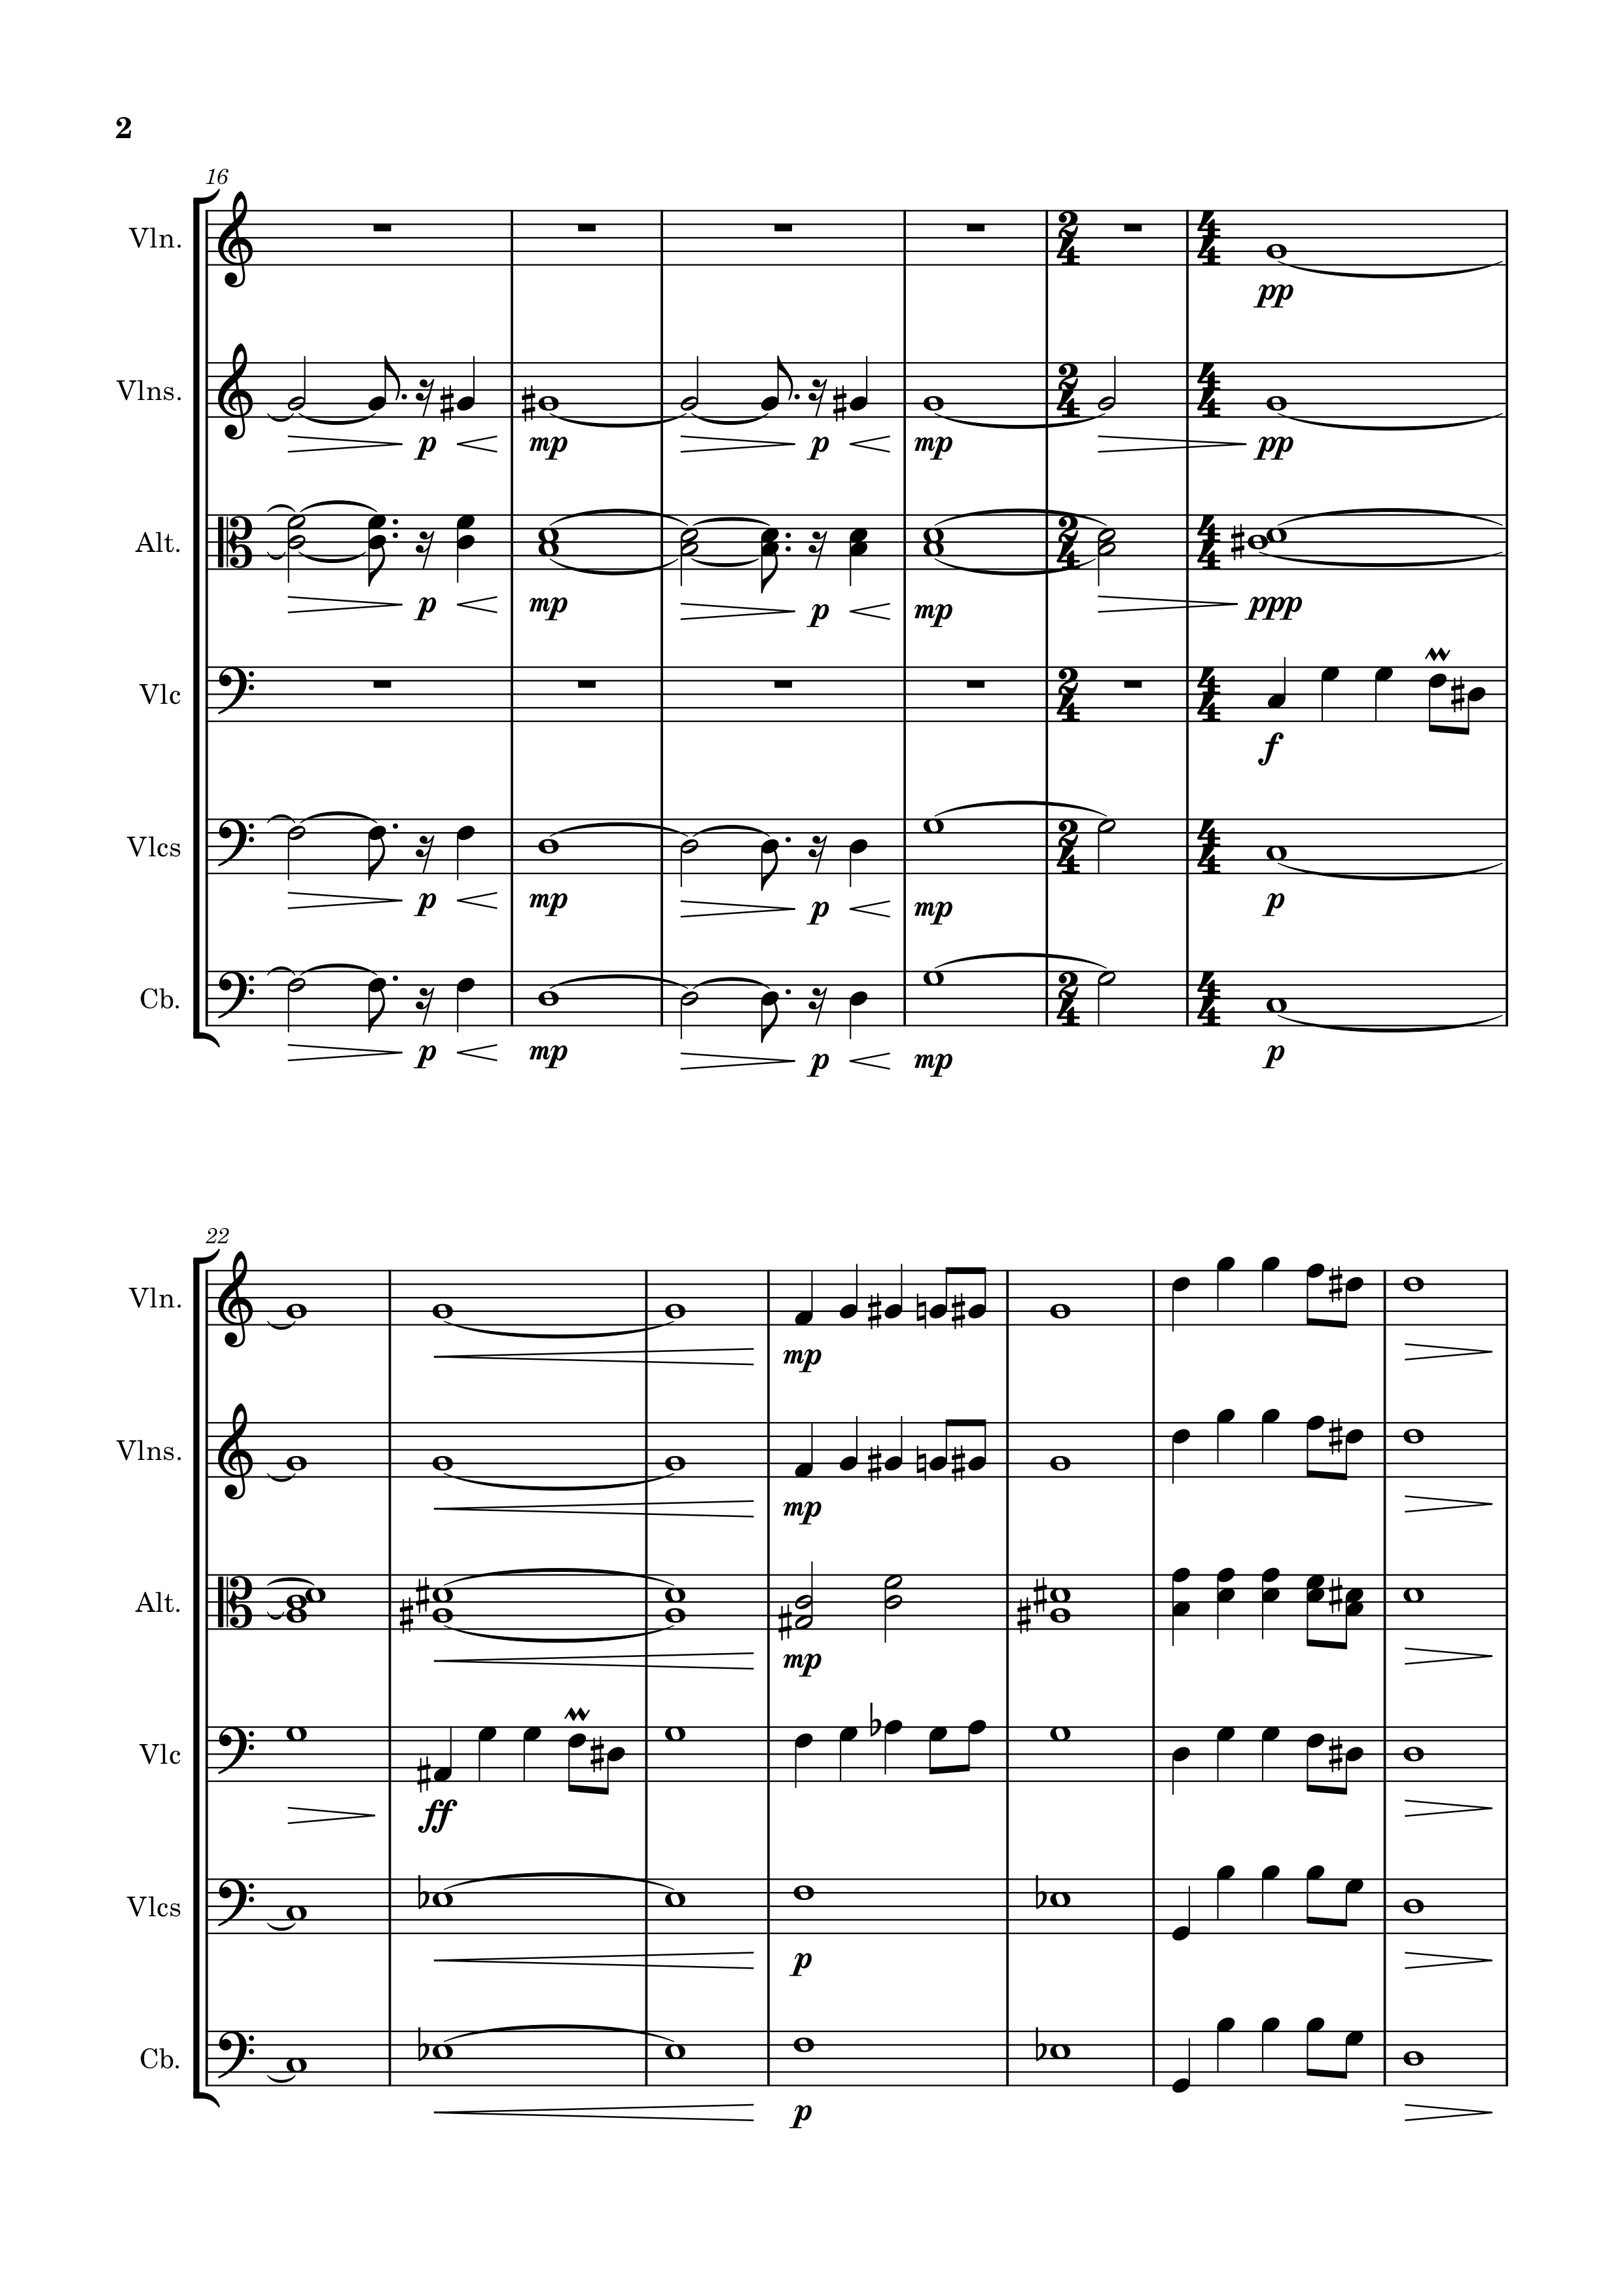 2
16
Vln.
pp
Vlns.
p mp p mp pp
Alt.
p mp p mp ppp
Vlc
f
Vlcs
p mp p mp p
Cb.
p mp p mp p
22
Vln.
mp
Vlns.
mp
Alt.
mp
Vlc
ff
Vlcs
p
Cb.
p